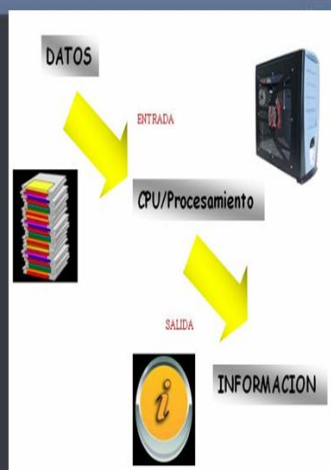 DATOS
ENTRADA
CPU/Procesamiento
SALIDA
i
INFORMACION